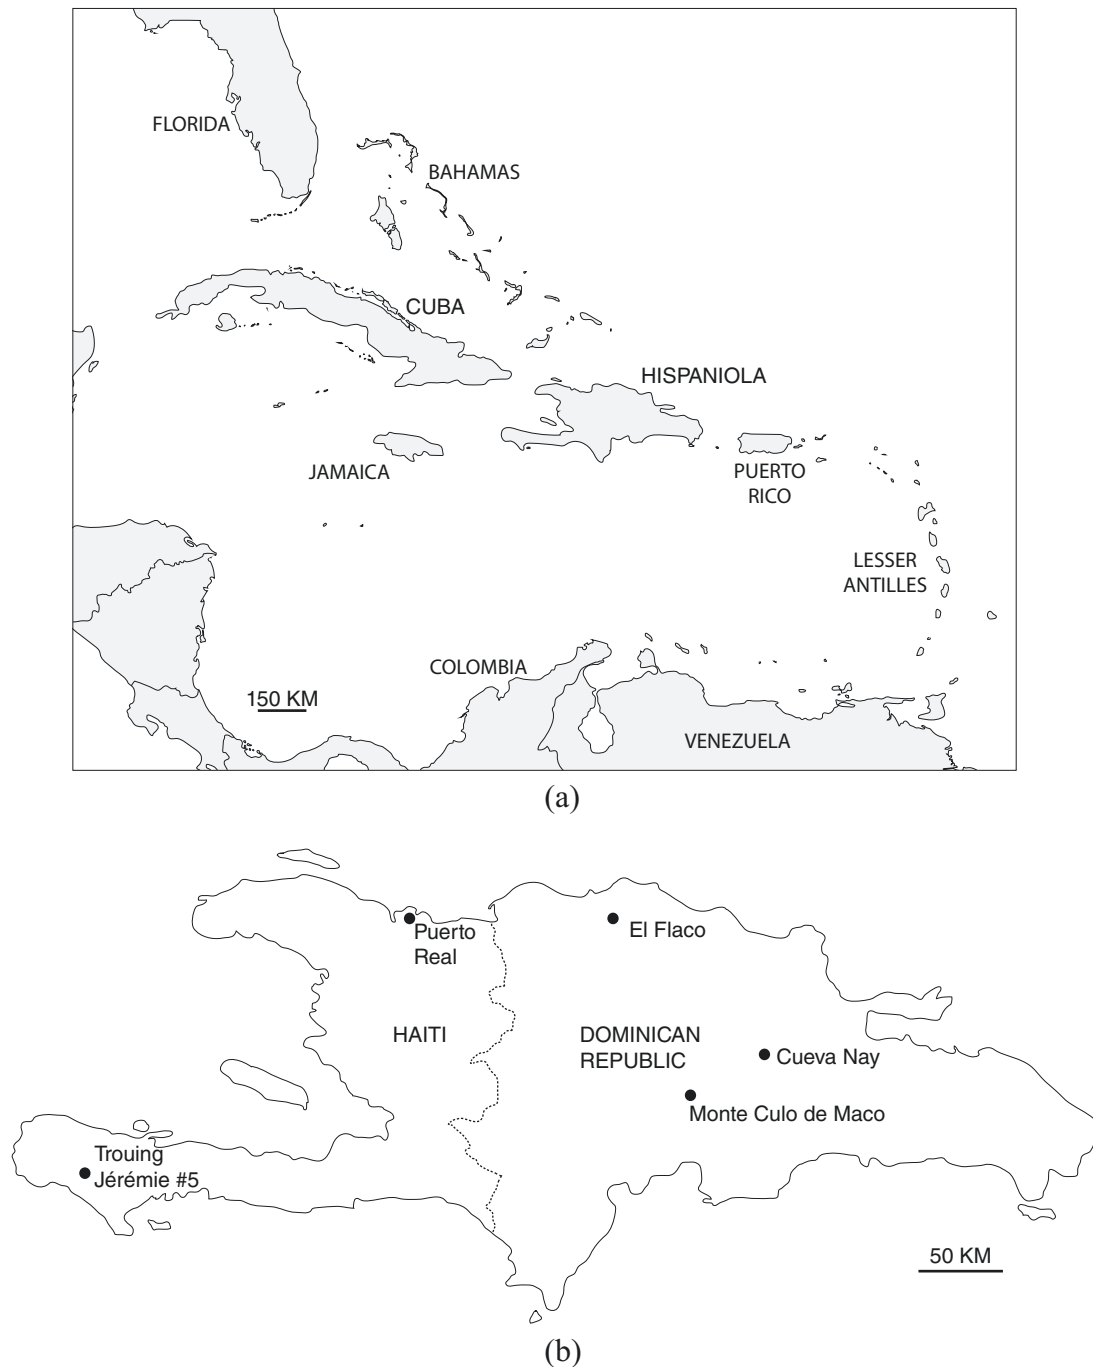 FLORIDA
BAHAMAS
CUBA
HISPANIOLA
JAMAICA
PUERTO
RICO
LESSER
ANTILLES
COLOMBIA
150 KM
VENEZUELA
(a)
Puerto
Real
El Flaco
HAITI
DOMINICAN
REPUBLIC
Cueva Nay
Monte Culo de Maco
Trouing
Jérémie #5
50 KM
(b)